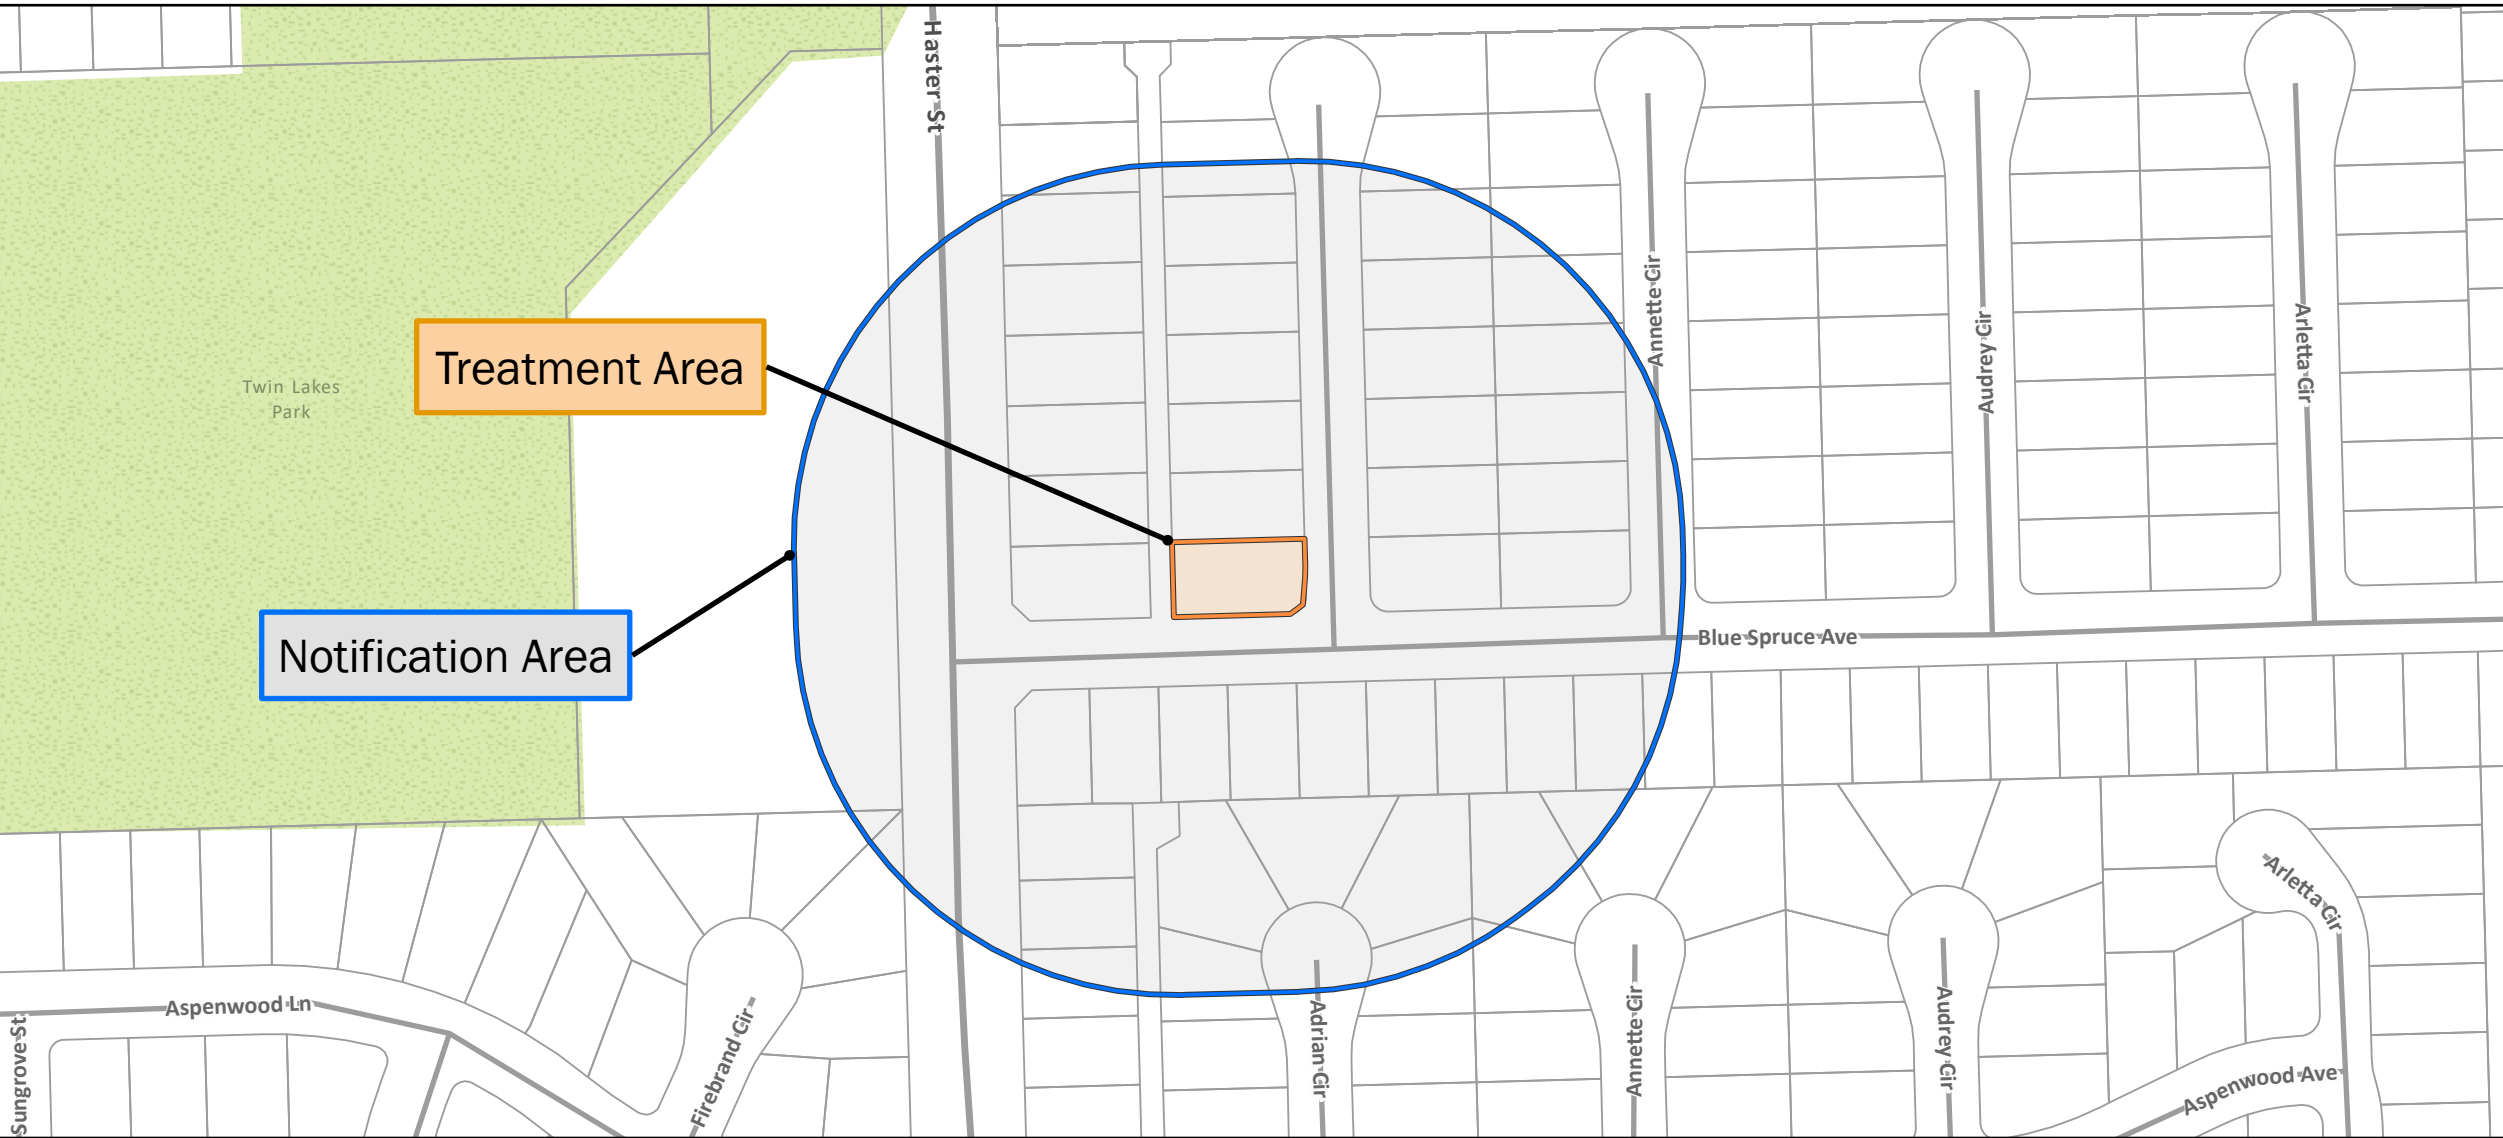 Haster St
Annette Cir
Audrey Cir
Arletta Cir
Treatment Area
Twin Lakes
Park
Notification Area
Blue Spruce Ave
Arletta Cir
Aspenwood Ln
Sungrove St
Firebrand Cir
Adrian Cir
Annette Cir
Audrey Cir
Aspenwood Ave